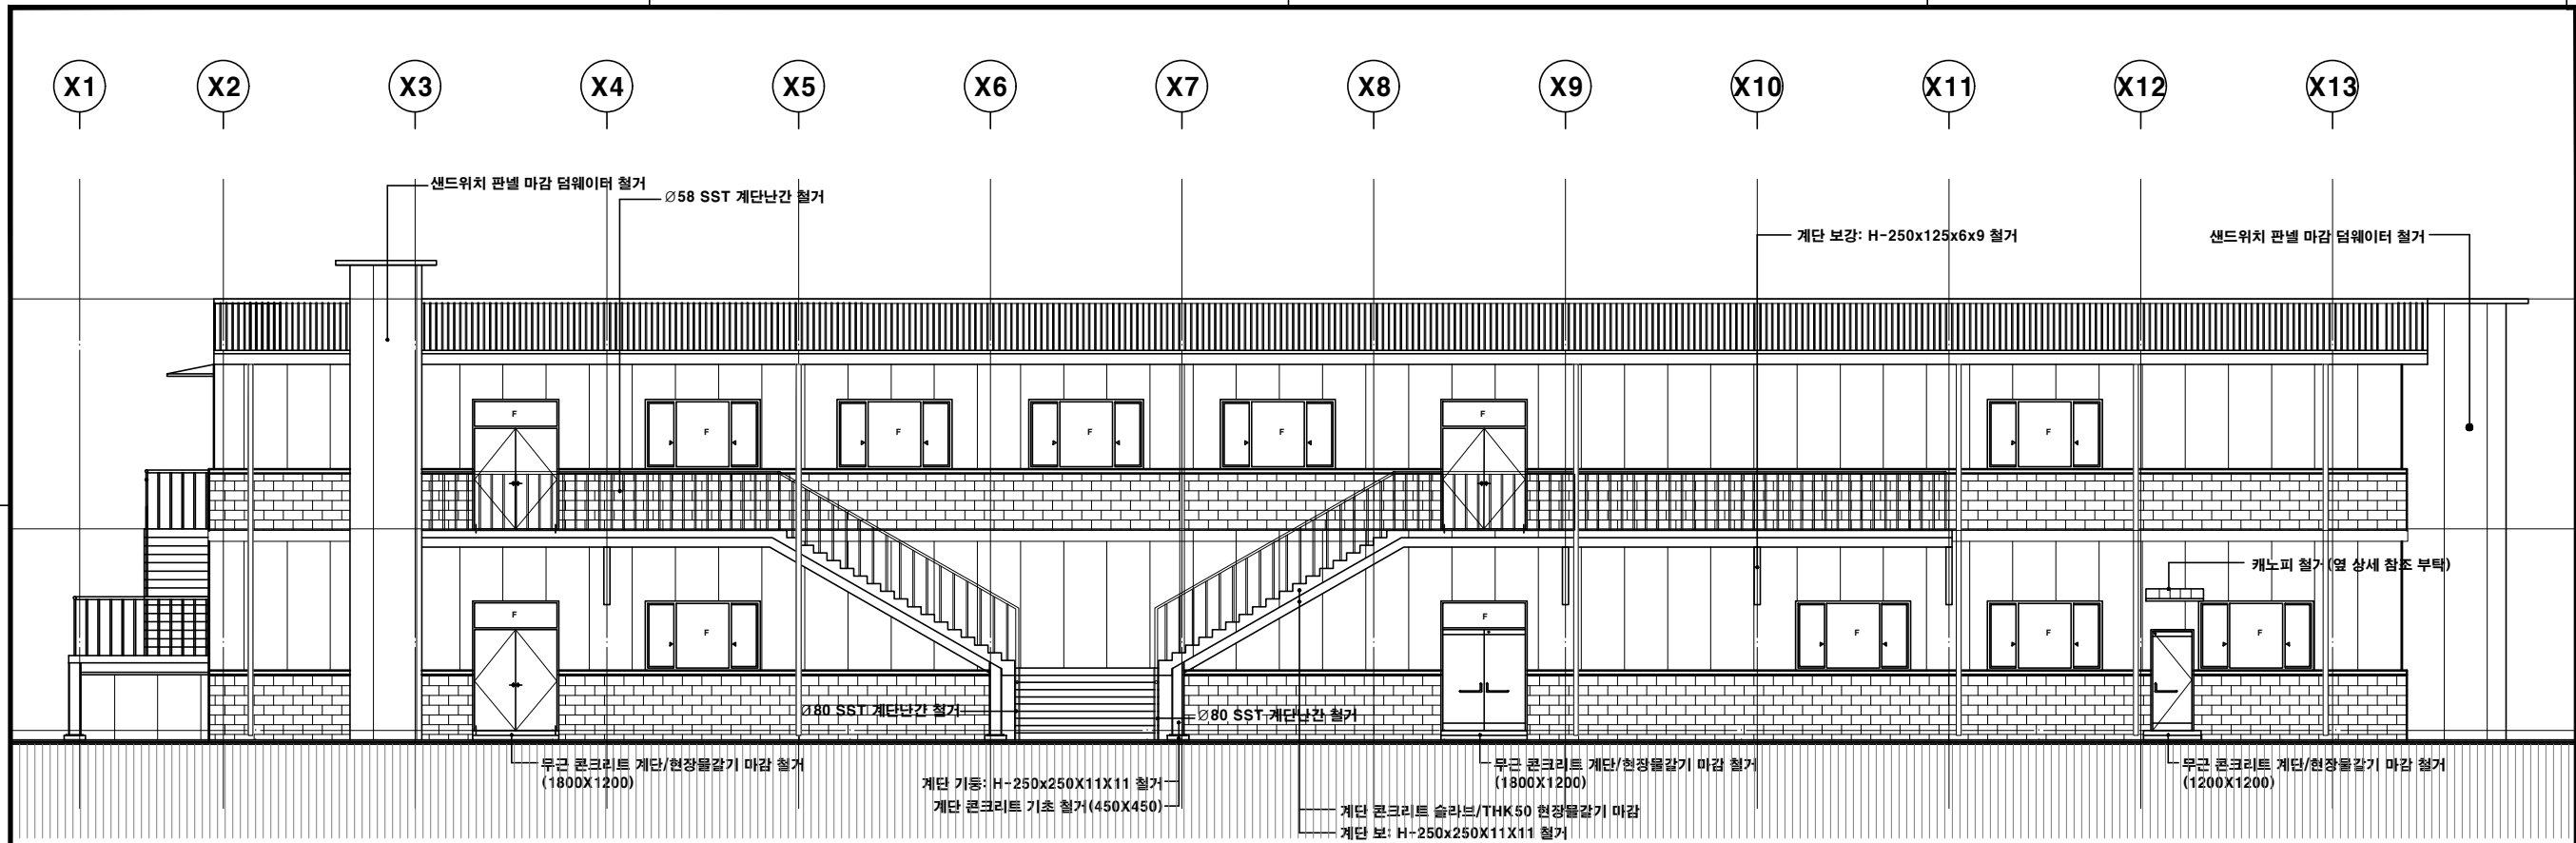 X1 X2 X3 X4 X5 X6 X7 X8 X9 X10 X11 X12 X13
샌드위치 판넬 마감 덤웨이터 철거
Ø58 SST 계단난간 철거
계단 보강: H-250x125x6x9 철거
샌드위치 판넬 마감 덤웨이터 철거
F F F F F F F
캐노피 철거(옆 상세 참조 부탁)
F F F F F F
Ø80 SST 계단난간 철거
Ø80 SST 계단난간 철거
무근 콘크리트 계단/현장물갈기 마감 철거
(1800X1200)
계단 기둥: H-250x250X11X11 철거
계단 콘크리트 기초 철거(450X450)
무근 콘크리트 계단/현장물갈기 마감 철거
(1800X1200)
계단 콘크리트 슬라브/THK50 현장물갈기 마감
계단 보: H-250x250X11X11 철거
무근 콘크리트 계단/현장물갈기 마감 철거
(1200X1200)